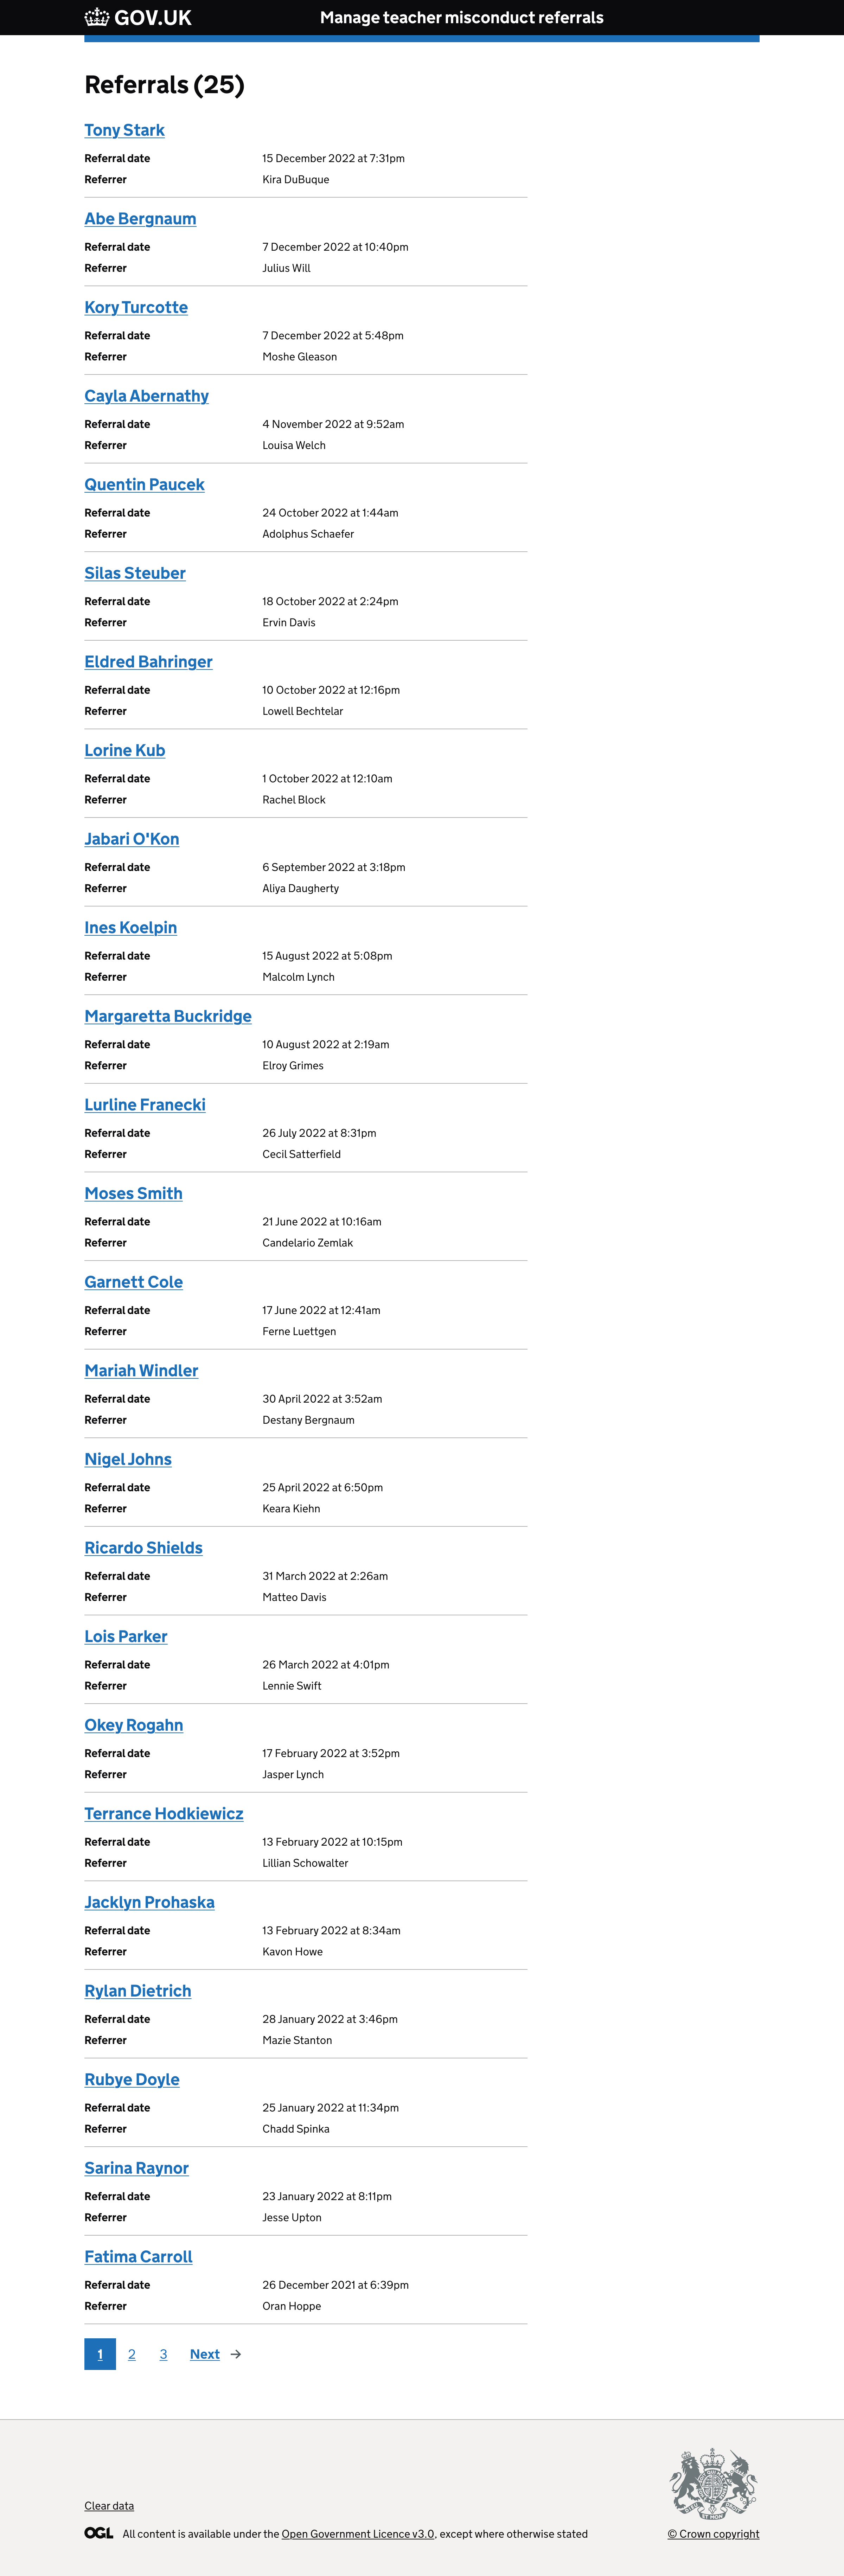 GOV.UK Manage teacher misconduct referrals
Referrals (25)
Tony Stark
Referral date 15 December 2022 at 7:31pm
Referrer Kira DuBuque
Abe Bergnaum
Referral date 7 December 2022 at 10:40pm
Referrer Julius Will
Kory Turcotte
Referral date 7 December 2022 at 5:48pm
Referrer Moshe Gleason
Cayla Abernathy
Referral date 4 November 2022 at 9:52am
Referrer Louisa Welch
Quentin Paucek
Referral date 24 October 2022 at 1:44am
Referrer Adolphus Schaefer
Silas Steuber
Referral date 18 October 2022 at 2:24pm
Referrer Ervin Davis
Eldred Bahringer
Referral date 10 October 2022 at 12:16pm
Referrer Lowell Bechtelar
Lorine Kub
Referral date 1 October 2022 at 12:10am
Referrer Rachel Block
Jabari O'Kon
Referral date 6 September 2022 at 3:18pm
Referrer Aliya Daugherty
Ines Koelpin
Referral date 15 August 2022 at 5:08pm
Referrer Malcolm Lynch
Margaretta Buckridge
Referral date 10 August 2022 at 2:19am
Referrer Elroy Grimes
Lurline Franecki
Referral date 26 July 2022 at 8:31pm
Referrer Cecil Satterfield
Moses Smith
Referral date 21 June 2022 at 10:16am
Referrer Candelario Zemlak
Garnett Cole
Referral date 17 June 2022 at 12:41am
Referrer Ferne Luettgen
Mariah Windler
Referral date 30 April 2022 at 3:52am
Referrer Destany Bergnaum
Nigel Johns
Referral date 25 April 2022 at 6:50pm
Referrer Keara Kiehn
Ricardo Shields
Referral date 31 March 2022 at 2:26am
Referrer Matteo Davis
Lois Parker
Referral date 26 March 2022 at 4:01pm
Referrer Lennie Swift
Okey Rogahn
Referral date 17 February 2022 at 3:52pm
Referrer Jasper Lynch
Terrance Hodkiewicz
Referral date 13 February 2022 at 10:15pm
Referrer Lillian Schowalter
Jacklyn Prohaska
Referral date 13 February 2022 at 8:34am
Referrer Kavon Howe
Rylan Dietrich
Referral date 28 January 2022 at 3:46pm
Referrer Mazie Stanton
Rubye Doyle
Referral date 25 January 2022 at 11:34pm
Referrer Chadd Spinka
Sarina Raynor
Referral date 23 January 2022 at 8:11pm
Referrer Jesse Upton
Fatima Carroll
Referral date 26 December 2021 at 6:39pm
Referrer Oran Hoppe
1 2 3 Next →
Clear data
OGL All content is available under the Open Government Licence v3.0, except where otherwise stated
© Crown copyright